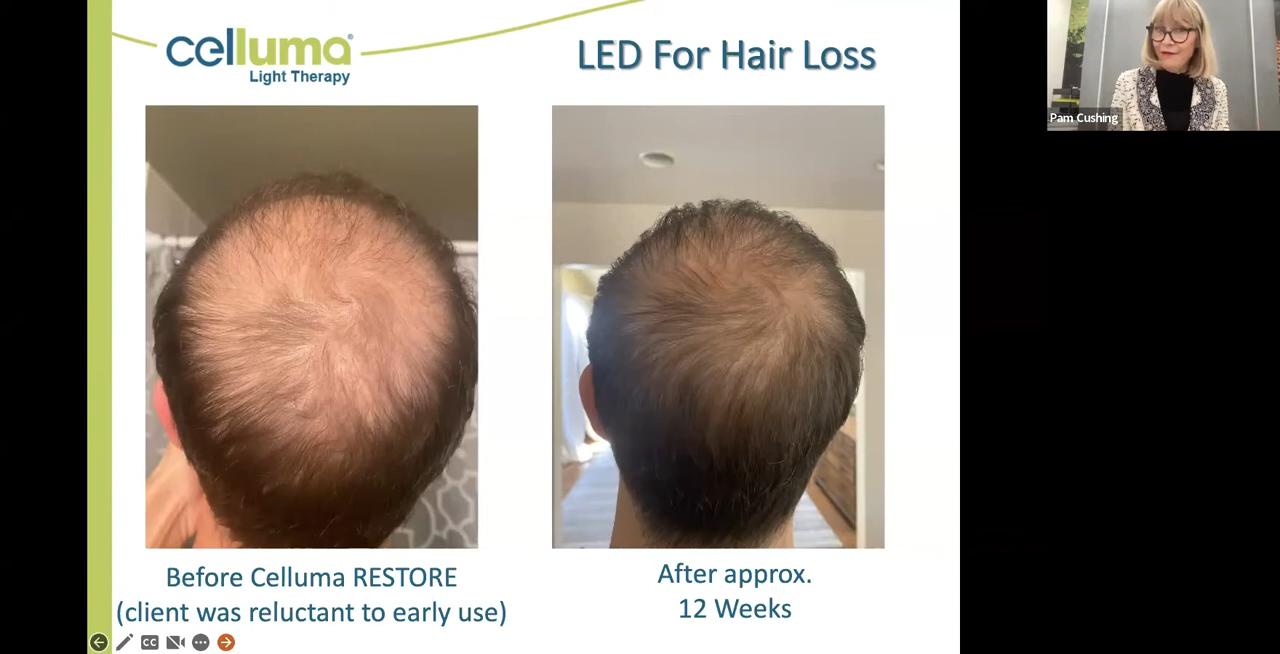 celluma®
Light Therapy
LED For Hair Loss
Pam Cushing
Before Celluma RESTORE
(client was reluctant to early use)
After approx.
12 Weeks
CC